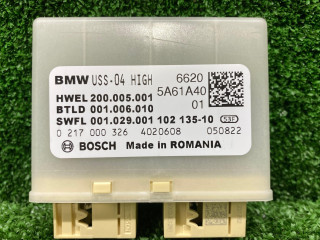 BMW USS-04 HIGH 6620
5A61A40
HWEL 200.005.001 01
BTLD 001.006.010
SWFL 001.029.001 102 135-10
0 217 000 326 4020608 050822
BOSCH Made in ROMANIA